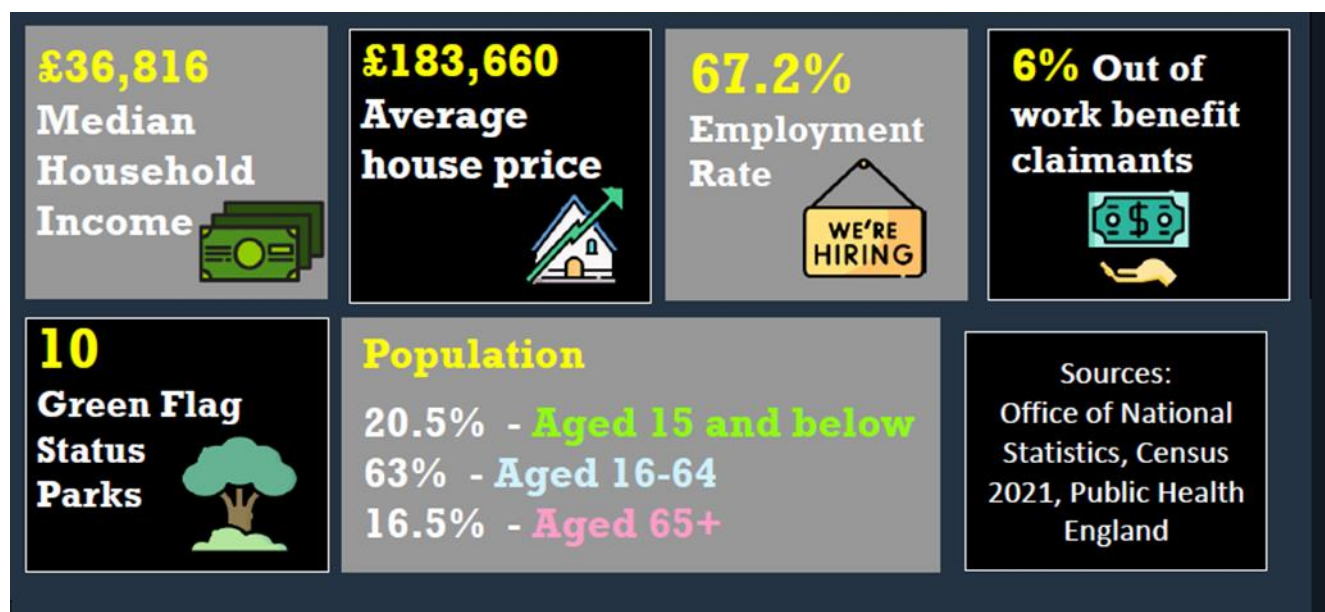 £36,816
Median
Household
Income
£183,660
Average
house price
67.2%
Employment
Rate
WE'RE
HIRING
6% Out of
work benefit
claimants
$
10
Green Flag
Status
Parks
Population
20.5% - Aged 15 and below
63% - Aged 16-64
16.5% - Aged 65+
Sources:
Office of National
Statistics, Census
2021, Public Health
England